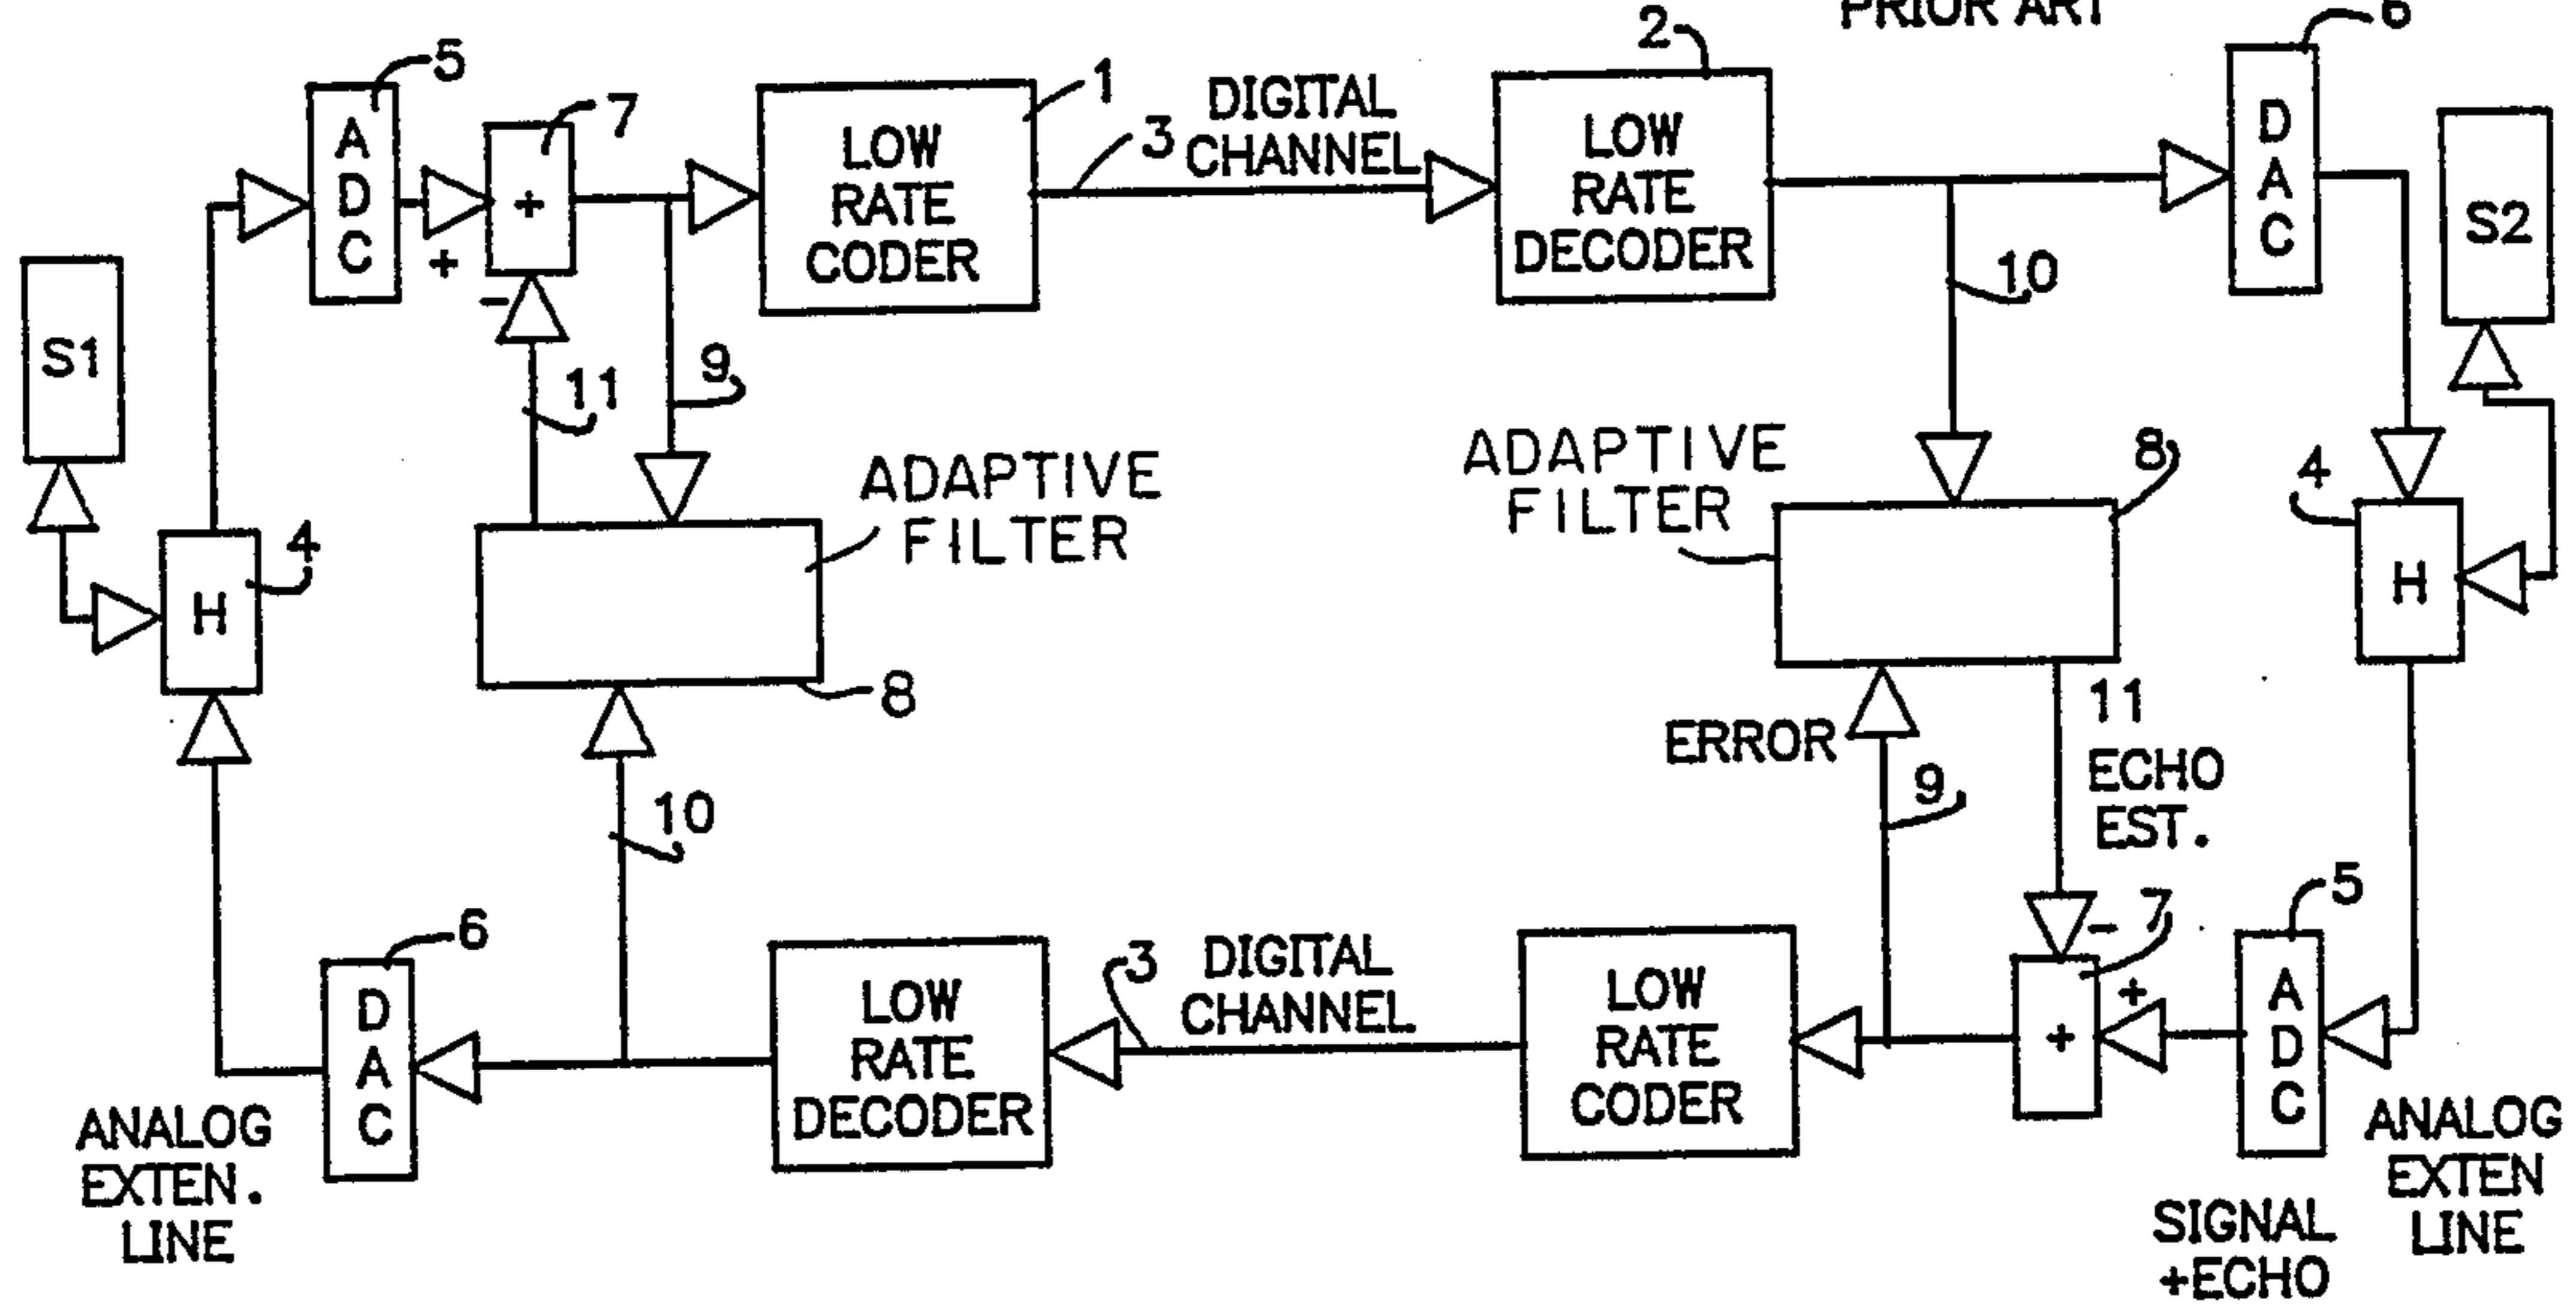 PRIOR ART
5
7
1
3
DIGITAL
CHANNEL
2
6
A
D
C
+
+
-
LOW
RATE
CODER
LOW
RATE
DECODER
D
A
C
S2
S1
11
9
10
4
H
ADAPTIVE
FILTER
8
ADAPTIVE
FILTER
8
4
H
10
ERROR
9
11
ECHO
EST.
6
D
A
C
LOW
RATE
DECODER
3
DIGITAL
CHANNEL
LOW
RATE
CODER
-
7
+
+
5
A
D
C
ANALOG
EXTEN.
LINE
ANALOG
EXTEN
LINE
SIGNAL
+ECHO